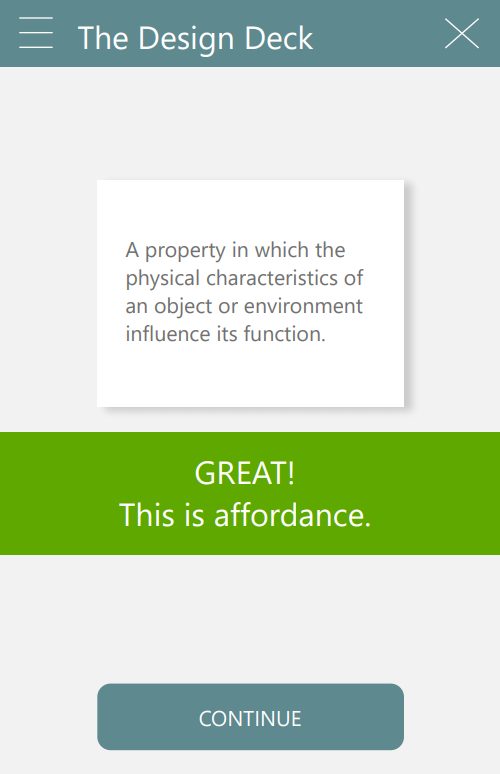 The Design Deck
A property in which the
physical characteristics of
an object or environment
influence its function.
GREAT!
This is affordance.
CONTINUE